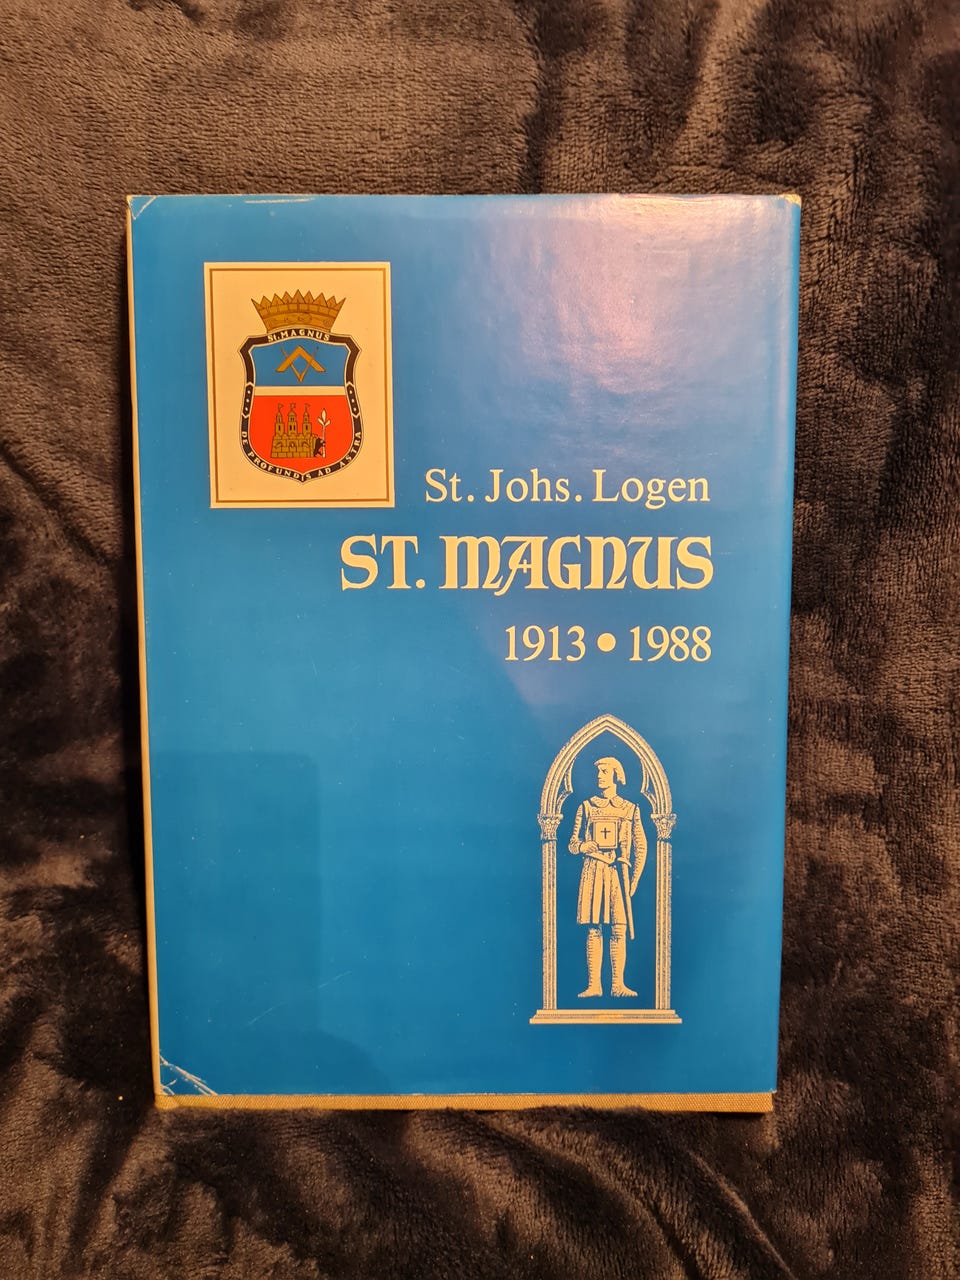 St. MAGNUS
DE PROFUNDIS AD ASTRA
St. Johs. Logen
ST. MAGNUS
1913 • 1988